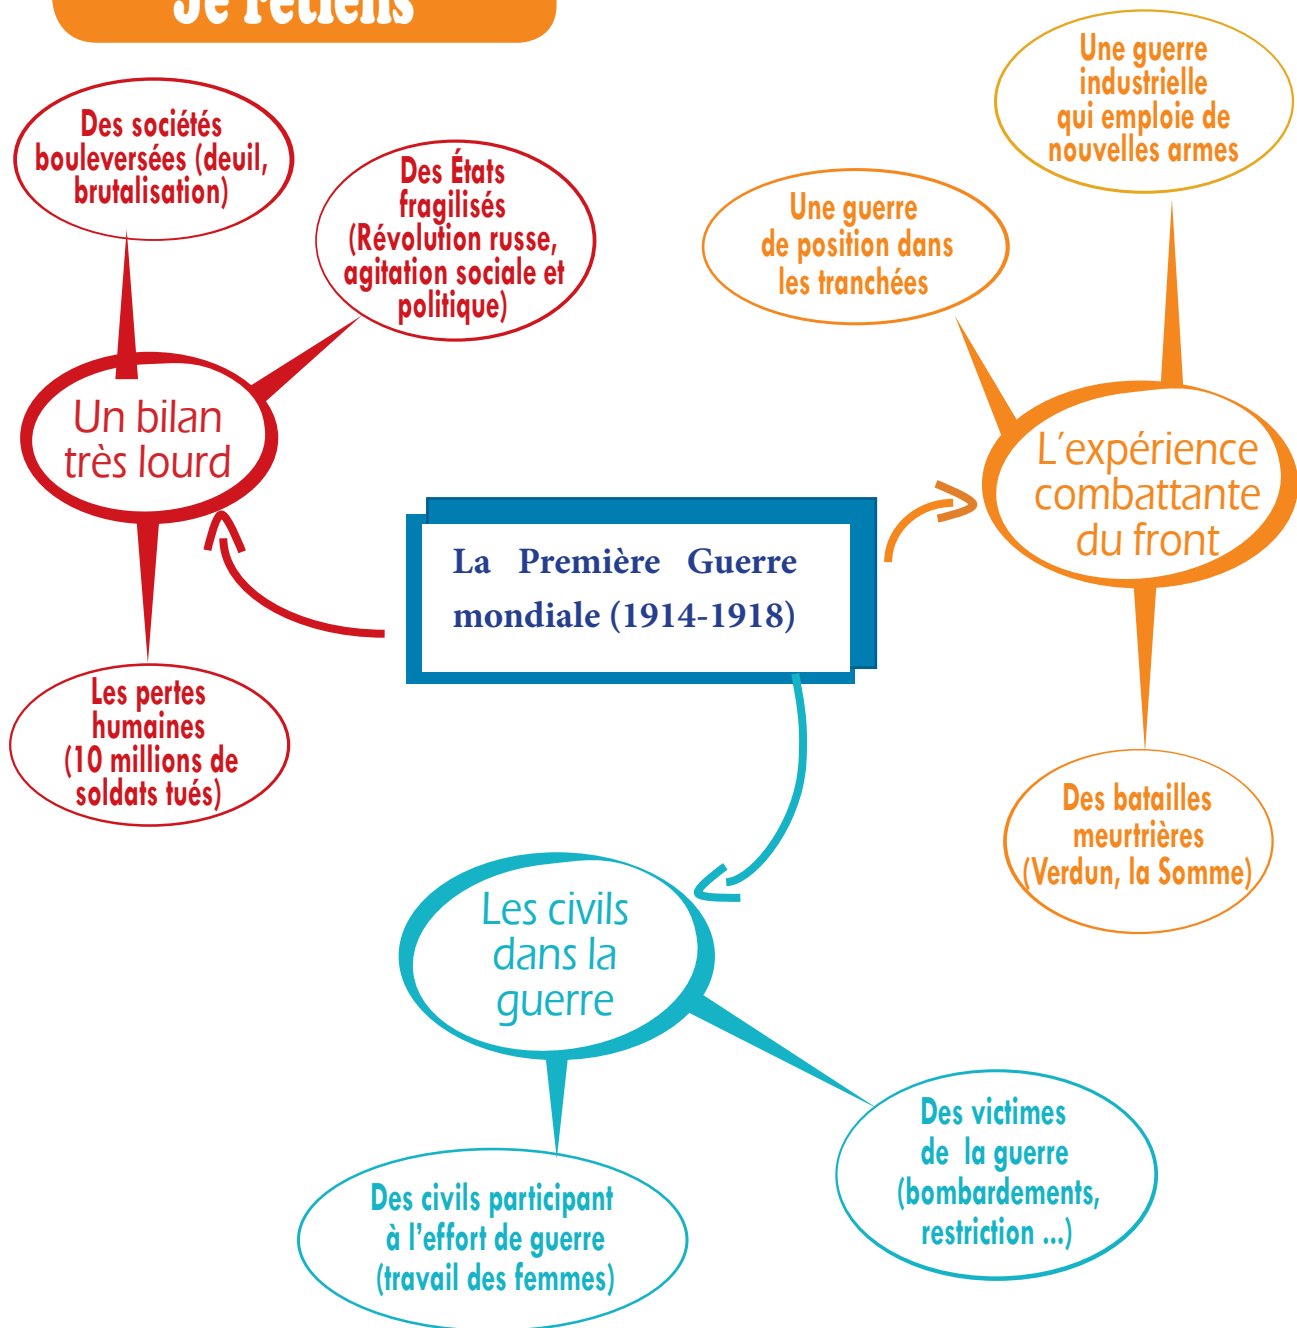 Je retiens
Des sociétés
bouleversées (deuil,
brutalisation)
Des États
fragilisés
(Révolution russe,
agitation sociale et
politique)
Un bilan
très lourd
Les pertes
humaines
(10 millions de
soldats tués)
La Première Guerre
mondiale (1914-1918)
Une guerre
industrielle
qui emploie de
nouvelles armes
Une guerre
de position dans
les tranchées
L'expérience
combattante
du front
Des batailles
meurtrières
(Verdun, la Somme)
Les civils
dans la
guerre
Des civils participant
à l'effort de guerre
(travail des femmes)
Des victimes
de la guerre
(bombardements,
restriction ...)